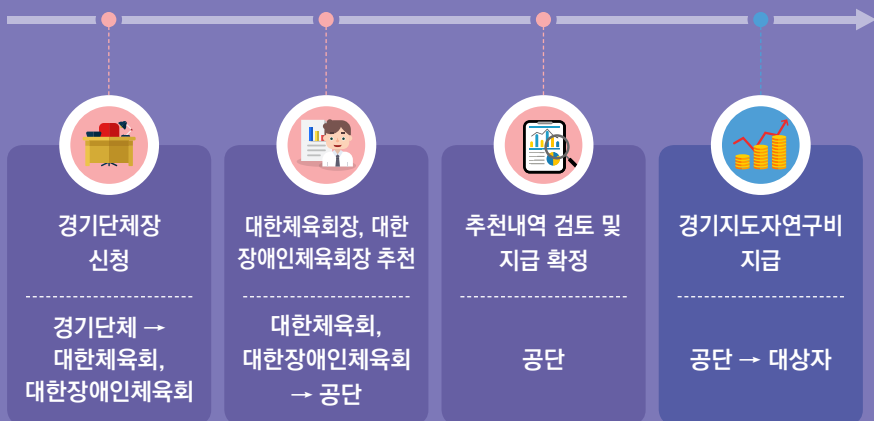 경기단체장
신청
경기단체 →
대한체육회,
대한장애인체육회
대한체육회장, 대한
장애인체육회장 추천
대한체육회,
대한장애인체육회
→ 공단
추천내역 검토 및
지급 확정
공단
경기지도자연구비
지급
공단 → 대상자